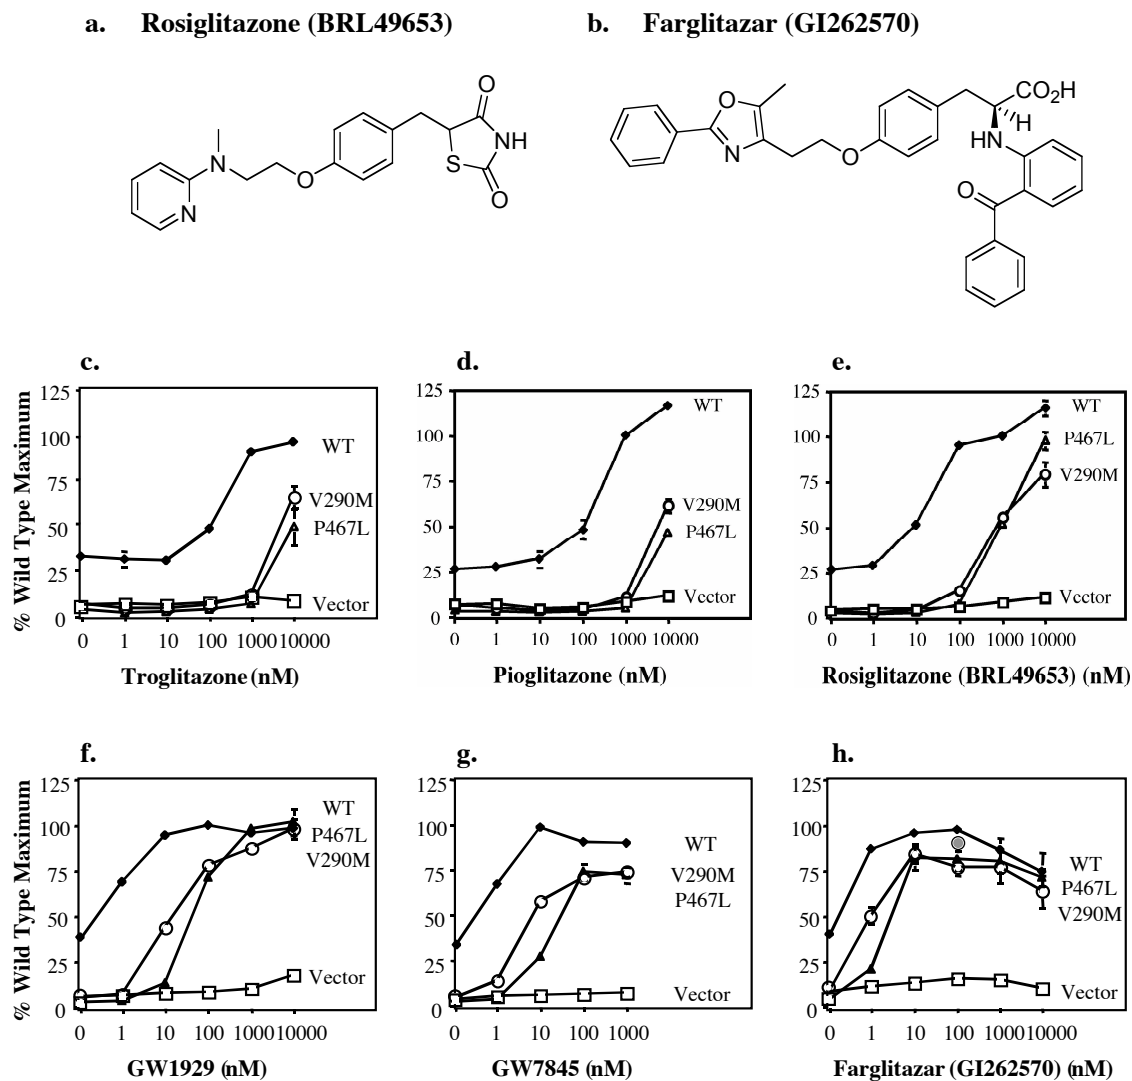 a. Rosiglitazone (BRL49653)
b. Farglitazar (GI262570)
N
N
O
S
O
NH
O
O
N
O
CO2H
H
HN
O
c.
% Wild Type Maximum
125
100
75
50
25
0
WT
V290M
P467L
Vector
0 1 10 100 1000 10000
Troglitazone (nM)
d.
125
100
75
50
25
0
WT
V290M
P467L
Vector
0 1 10 100 1000 10000
Pioglitazone (nM)
e.
125
100
75
50
25
0
WT
P467L
V290M
Vector
0 1 10 100 1000 10000
Rosiglitazone (BRL49653) (nM)
f.
% Wild Type Maximum
125
100
75
50
25
0
WT
P467L
V290M
Vector
0 1 10 100 1000 10000
GW1929 (nM)
g.
125
100
75
50
25
0
WT
V290M
P467L
Vector
0 1 10 100 1000
GW7845 (nM)
h.
125
100
75
50
25
0
WT
P467L
V290M
Vector
0 1 10 100 1000 10000
Farglitazar (GI262570) (nM)